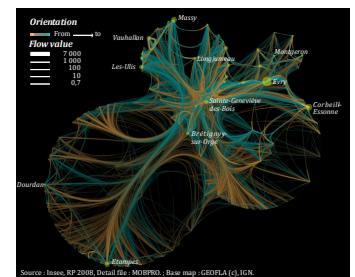 Orientation
From to
Flow value
7 000
1 000
100
10
0,7
Massy
Vauhallan
Les-Ulis
Longjumeau
Montgeron
Evry
Corbeill-
Essonne
Sainte-Geneviève
des-Bois
Brétigny
sur-Orge
Dourdan
Etampes
Source : Insee, RP 2008, Detail file : MOBPRO. ; Base map : GEOFLA (c), IGN.